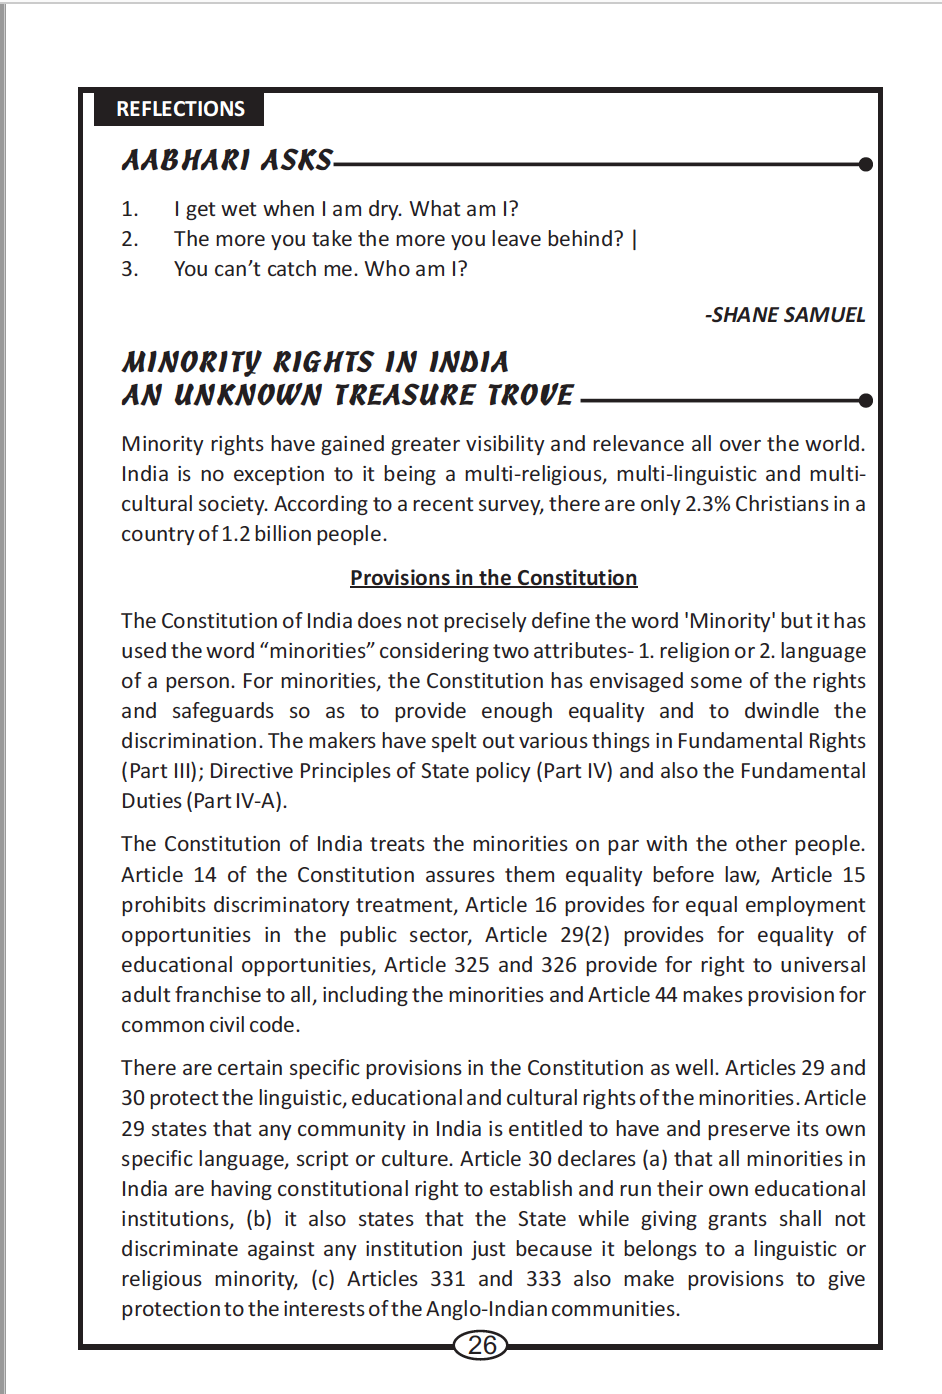 REFLECTIONS
AABHARI ASKS
1. I get wet when I am dry. What am I?
2. The more you take the more you leave behind? |
3. You can’t catch me. Who am I?
-SHANE SAMUEL
MINORITY RIGHTS IN INDIA
AN UNKNOWN TREASURE TROVE
Minority rights have gained greater visibility and relevance all over the world.
India is no exception to it being a multi-religious, multi-linguistic and multi-
cultural society. According to a recent survey, there are only 2.3% Christians in a
country of 1.2 billion people.
Provisions in the Constitution
The Constitution of India does not precisely define the word 'Minority' but it has
used the word “minorities” considering two attributes- 1. religion or 2. language
of a person. For minorities, the Constitution has envisaged some of the rights
and safeguards so as to provide enough equality and to dwindle the
discrimination. The makers have spelt out various things in Fundamental Rights
(Part III); Directive Principles of State policy (Part IV) and also the Fundamental
Duties (Part IV-A).
The Constitution of India treats the minorities on par with the other people.
Article 14 of the Constitution assures them equality before law, Article 15
prohibits discriminatory treatment, Article 16 provides for equal employment
opportunities in the public sector, Article 29(2) provides for equality of
educational opportunities, Article 325 and 326 provide for right to universal
adult franchise to all, including the minorities and Article 44 makes provision for
common civil code.
There are certain specific provisions in the Constitution as well. Articles 29 and
30 protect the linguistic, educational and cultural rights of the minorities. Article
29 states that any community in India is entitled to have and preserve its own
specific language, script or culture. Article 30 declares (a) that all minorities in
India are having constitutional right to establish and run their own educational
institutions, (b) it also states that the State while giving grants shall not
discriminate against any institution just because it belongs to a linguistic or
religious minority, (c) Articles 331 and 333 also make provisions to give
protection to the interests of the Anglo-Indian communities.
26